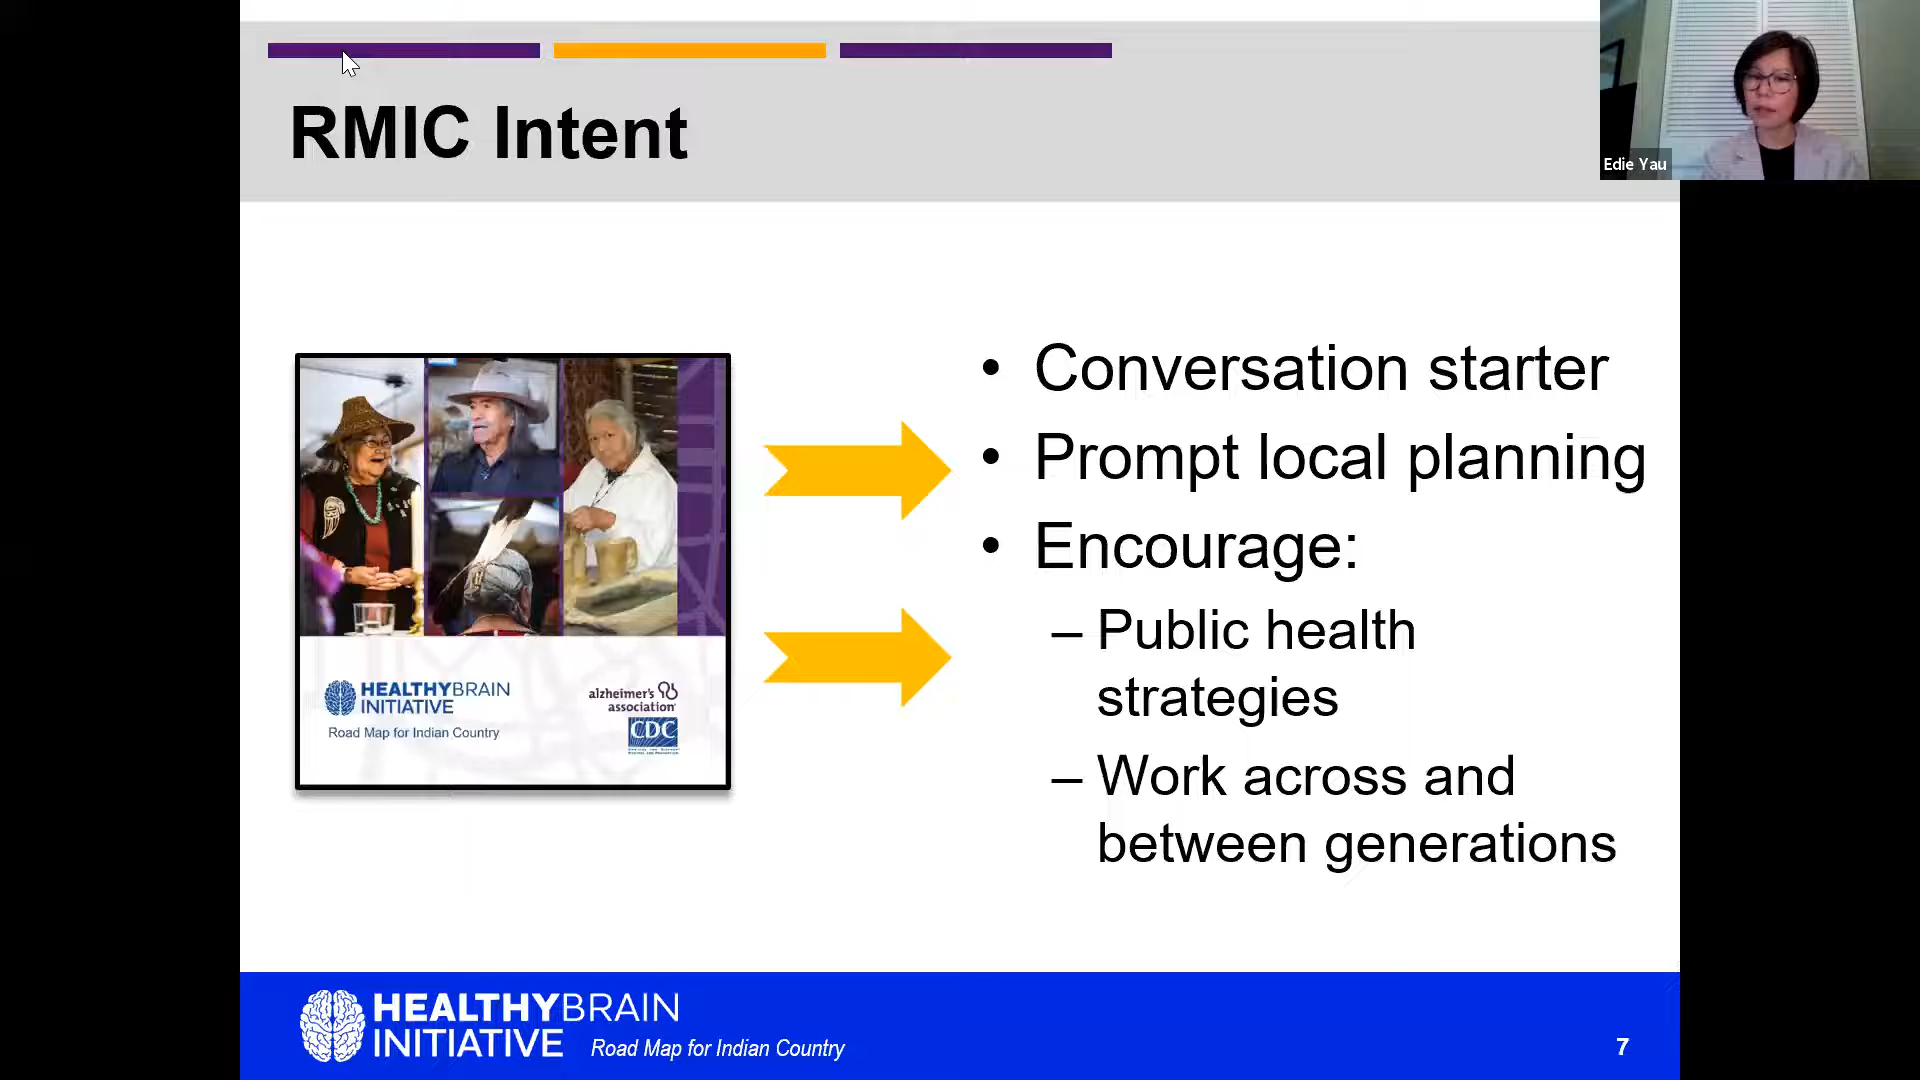 RMIC Intent
Edie Yau
• Conversation starter
• Prompt local planning
• Encourage:
– Public health
strategies
– Work across and
between generations
HEALTHYBRAIN
INITIATIVE
Road Map for Indian Country
alzheimer's
association
CDC
HEALTHYBRAIN
INITIATIVE
Road Map for Indian Country
7